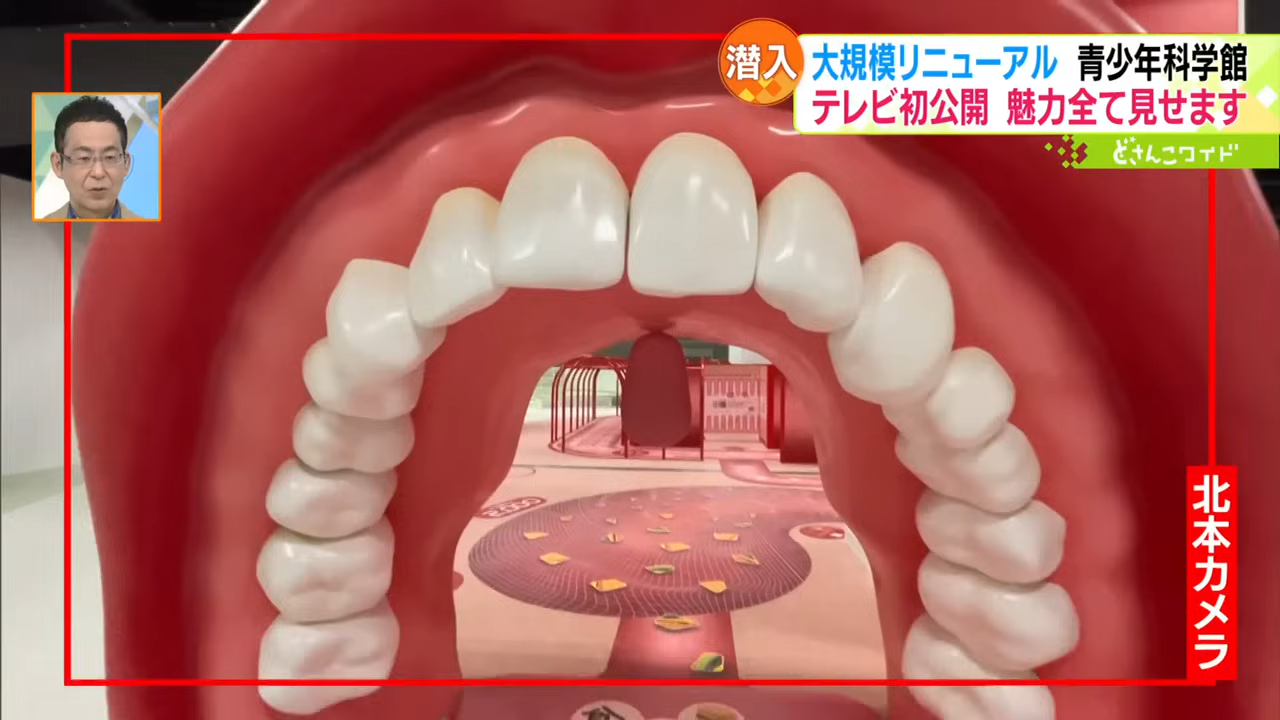 潜入
大規模リニューアル 青少年科学館
テレビ初公開 魅力全て見せます
どさんこワイド
北本カメラ